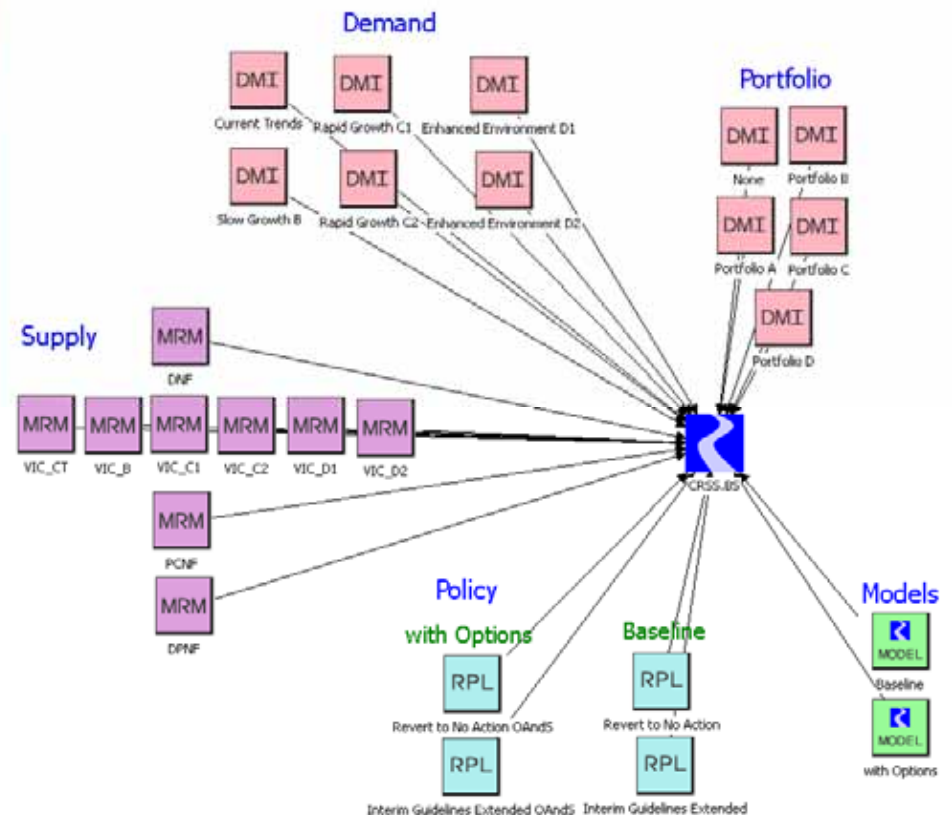 Demand
DMI
DMI
DMI
Current Trends
Rapid Growth C1
Enhanced Environment D1
DMI
DMI
DMI
Slow Growth B
Rapid Growth C2
Enhanced Environment D2
Portfolio
DMI
DMI
None
Portfolio B
DMI
DMI
Portfolio A
Portfolio C
DMI
Portfolio D
Supply
MRM
DNF
MRM
MRM
MRM
MRM
MRM
MRM
VIC_CT
VIC_B
VIC_C1
VIC_C2
VIC_D1
VIC_D2
MRM
PCNF
MRM
DPNF
CRSS.BS
Policy
with Options
Baseline
RPL
RPL
Revert to No Action OAndS
Revert to No Action
RPL
RPL
Interim Guidelines Extended OAndS
Interim Guidelines Extended
Models
MODEL
Baseline
MODEL
with Options